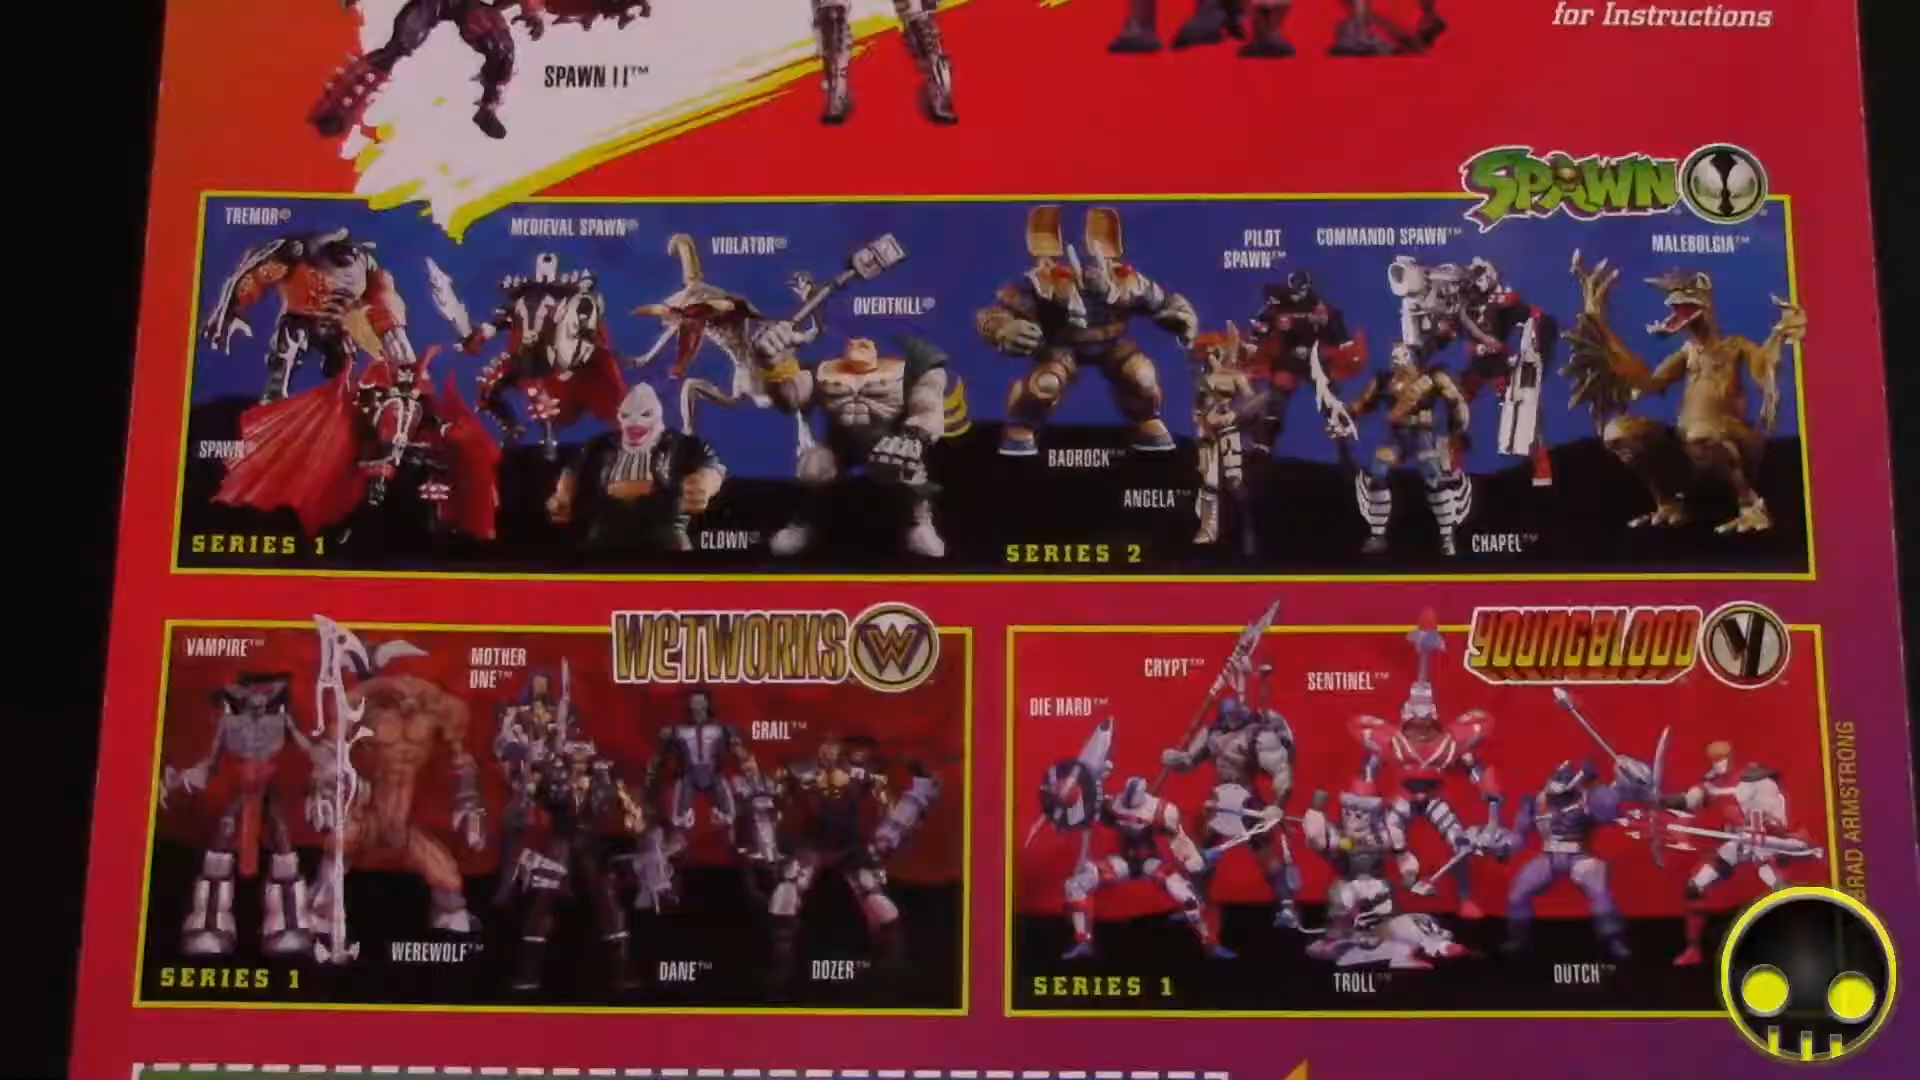 for Instructions
SPAWN II™
SPAWN
TREMOR®
MEDIEVAL SPAWN®
VIOLATOR®
OVERTKILL®
PILOT
SPAWN™
COMMANDO SPAWN™
MALEBOLGIA™
SPAWN®
BADROCK™
ANGELA™
CLOWN®
CHAPEL™
SERIES 1
SERIES 2
WETWORKS W
VAMPIRE™
MOTHER
ONE™
GRAIL™
WEREWOLF™
DANE™
DOZER™
SERIES 1
YOUNGBLOOD Y
CRYPT™
SENTINEL™
DIE HARD™
TROLL™
DUTCH™
SERIES 1
BRAD ARMSTRONG